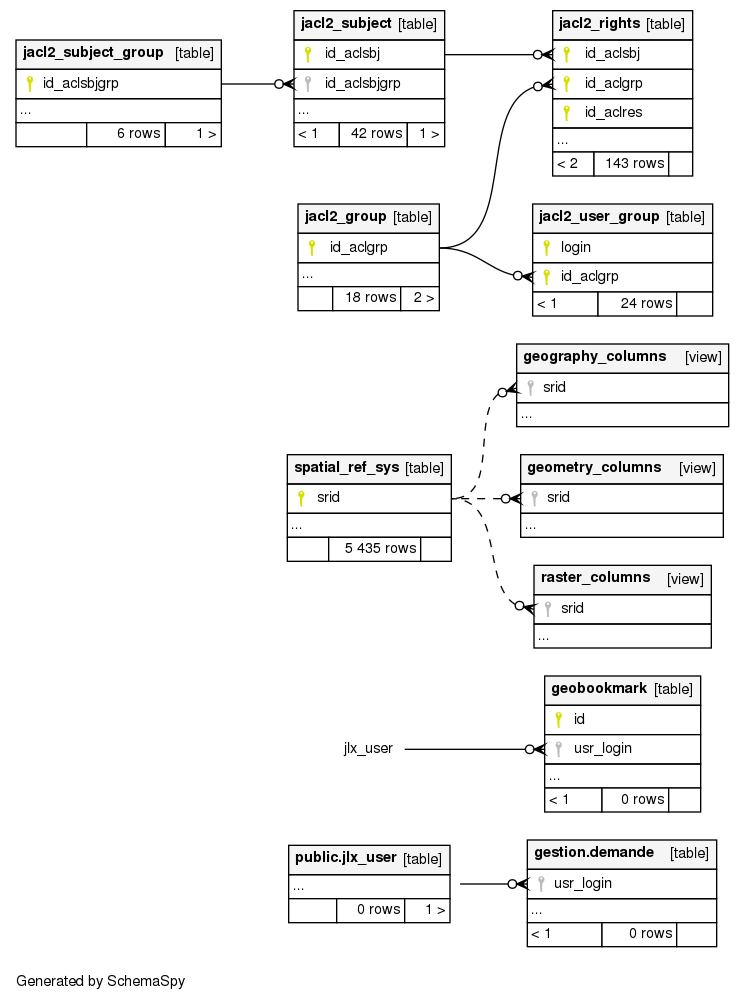 jacl2_subject_group [table]
id_aclsbjgrp
...
6 rows 1 >
jacl2_subject [table]
id_aclsbj
id_aclsbjgrp
...
< 1 42 rows 1 >
jacl2_rights [table]
id_aclsbj
id_aclgrp
id_aclres
...
< 2 143 rows
jacl2_group [table]
id_aclgrp
...
18 rows 2 >
jacl2_user_group [table]
login
id_aclgrp
< 1 24 rows
geography_columns [view]
srid
...
spatial_ref_sys [table]
srid
...
5 435 rows
geometry_columns [view]
srid
...
raster_columns [view]
srid
...
geobookmark [table]
id
usr_login
...
< 1 0 rows
jlx_user
public.jlx_user [table]
...
0 rows 1 >
gestion.demande [table]
usr_login
...
< 1 0 rows
Generated by SchemaSpy